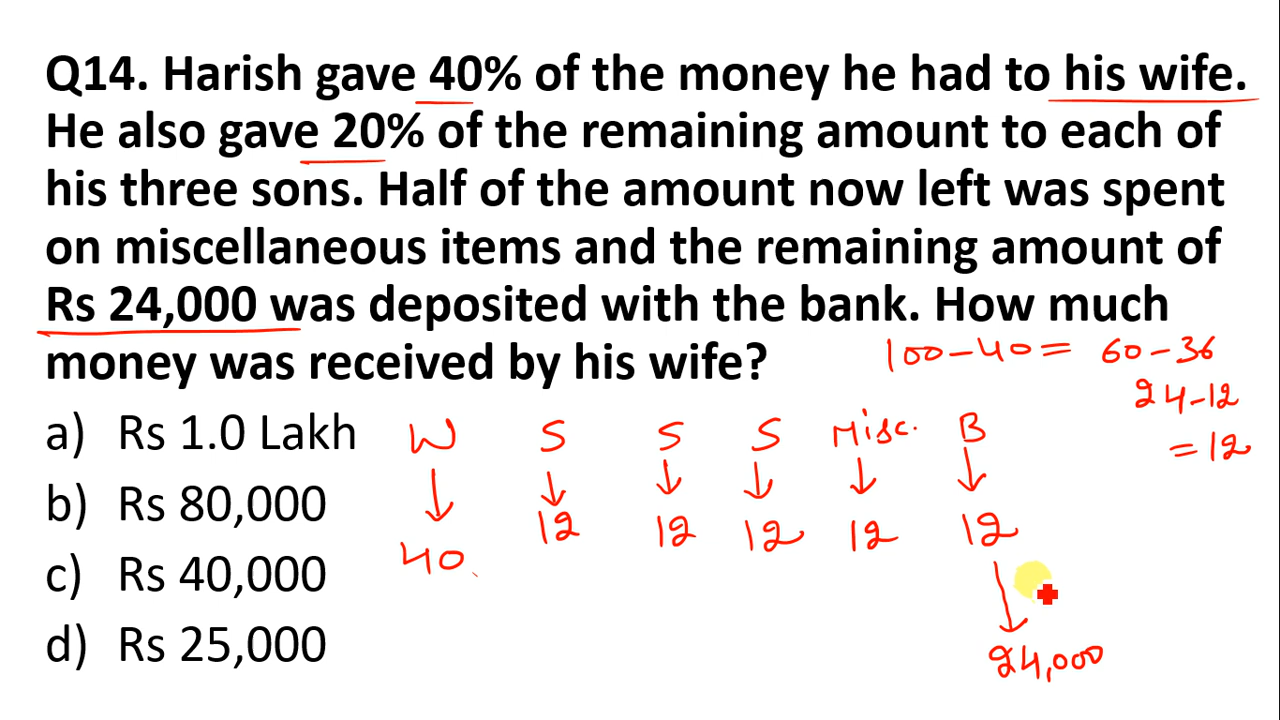 Q14. Harish gave 40% of the money he had to his wife.
He also gave 20% of the remaining amount to each of
his three sons. Half of the amount now left was spent
on miscellaneous items and the remaining amount of
Rs 24,000 was deposited with the bank. How much
money was received by his wife?
100-40= 60-36
24-12
=12
a) Rs 1.0 Lakh
b) Rs 80,000
c) Rs 40,000
d) Rs 25,000
W S S S Misc. B
40. 12 12 12 12 12
24,000